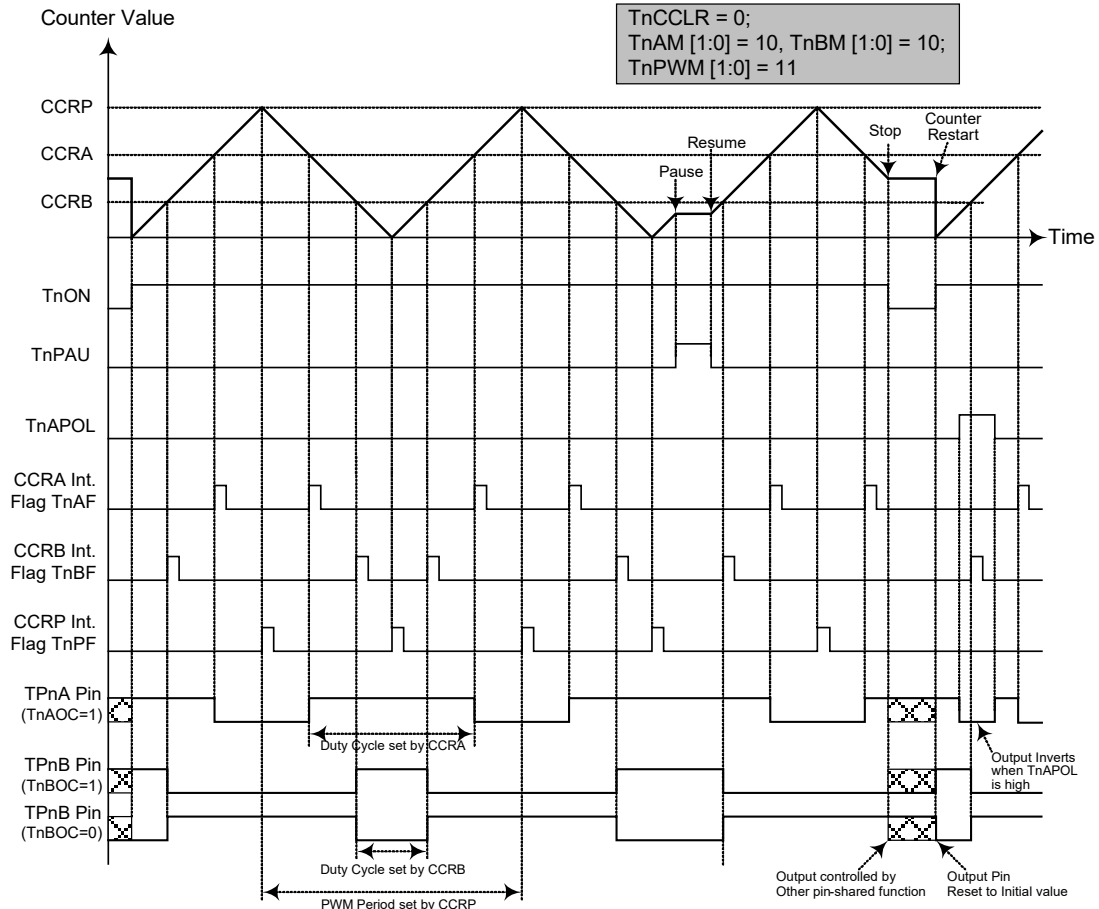 Counter Value
TnCCLR = 0;
TnAM [1:0] = 10, TnBM [1:0] = 10;
TnPWM [1:0] = 11
CCRP
CCRA
CCRB
Pause
Resume
Stop
Counter
Restart
Time
TnON
TnPAU
TnAPOL
CCRA Int.
Flag TnAF
CCRB Int.
Flag TnBF
CCRP Int.
Flag TnPF
TPnA Pin
(TnAOC=1)
Duty Cycle set by CCRA
Output Inverts
when TnAPOL
is high
TPnB Pin
(TnBOC=1)
TPnB Pin
(TnBOC=0)
Duty Cycle set by CCRB
Output controlled by
Other pin-shared function
Output Pin
Reset to Initial value
PWM Period set by CCRP